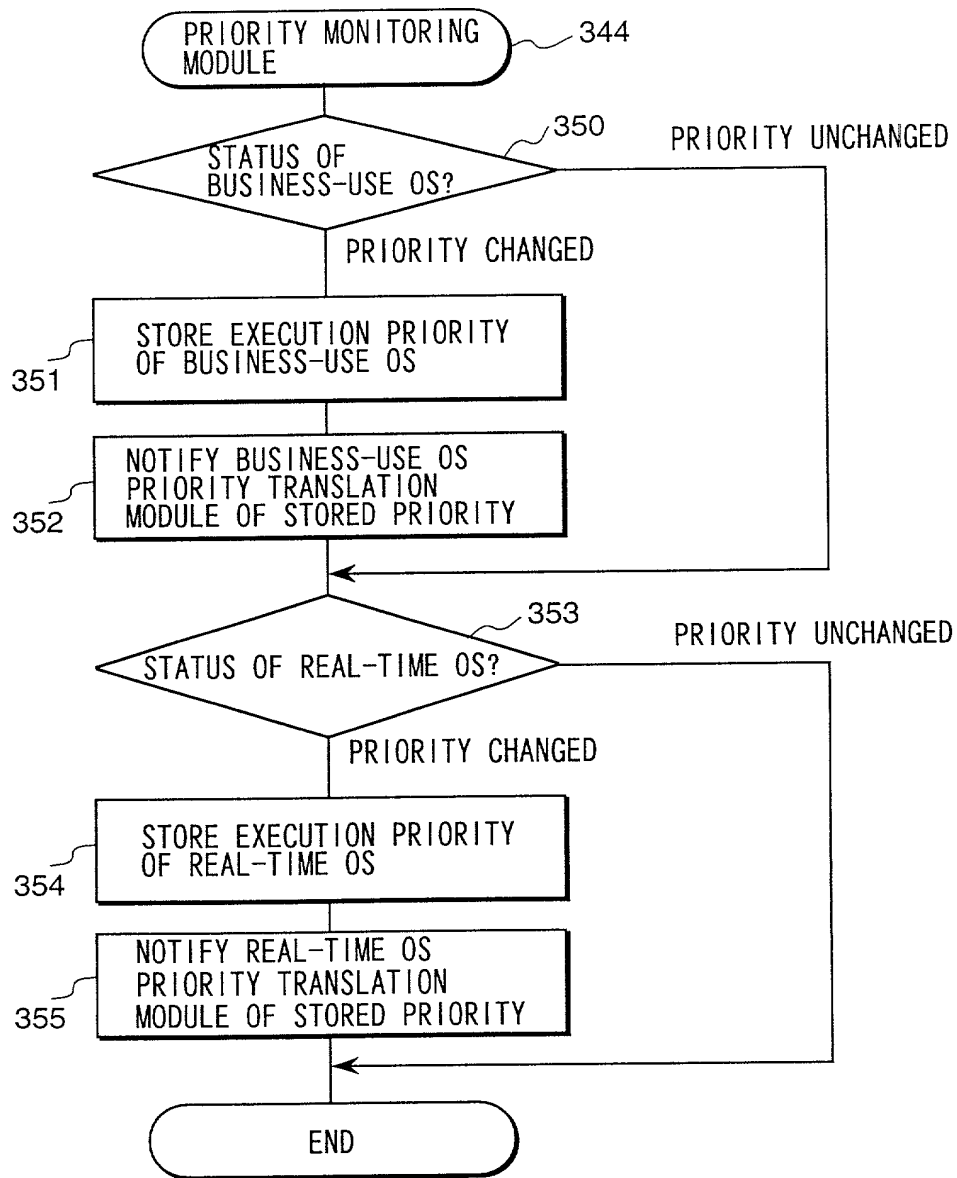 PRIORITY MONITORING
MODULE
344
350
PRIORITY UNCHANGED
STATUS OF
BUSINESS-USE OS?
PRIORITY CHANGED
STORE EXECUTION PRIORITY
OF BUSINESS-USE OS
351
NOTIFY BUSINESS-USE OS
PRIORITY TRANSLATION
MODULE OF STORED PRIORITY
352
353
PRIORITY UNCHANGED
STATUS OF REAL-TIME OS?
PRIORITY CHANGED
STORE EXECUTION PRIORITY
OF REAL-TIME OS
354
NOTIFY REAL-TIME OS
PRIORITY TRANSLATION
MODULE OF STORED PRIORITY
355
END